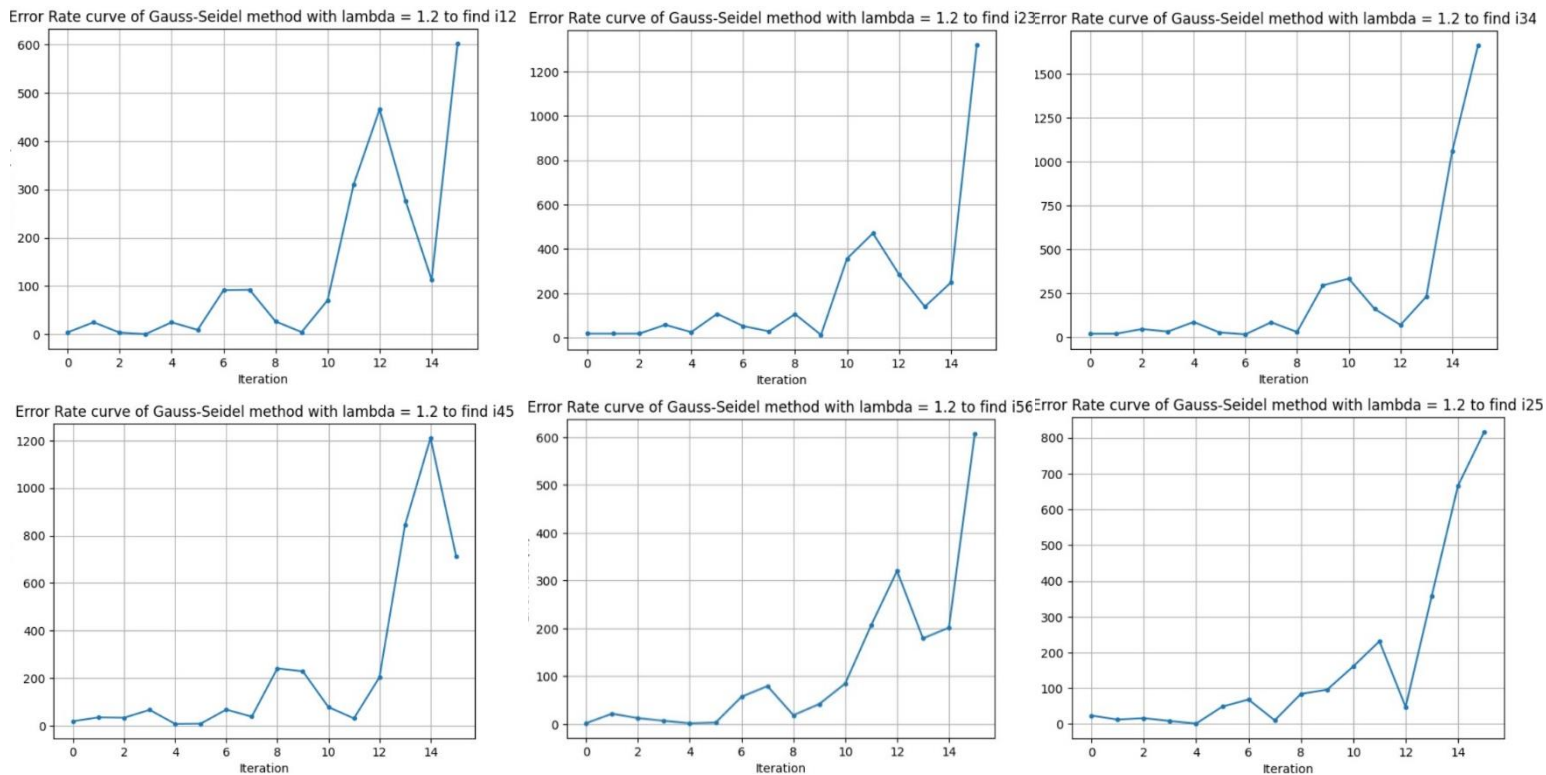 Error Rate curve of Gauss-Seidel method with lambda = 1.2 to find i12
600
500
400
300
200
100
0
0 2 4 6 8 10 12 14
Iteration
Error Rate curve of Gauss-Seidel method with lambda = 1.2 to find i23
1200
1000
800
600
400
200
0
0 2 4 6 8 10 12 14
Iteration
Error Rate curve of Gauss-Seidel method with lambda = 1.2 to find i34
1500
1250
1000
750
500
250
0
0 2 4 6 8 10 12 14
Iteration
Error Rate curve of Gauss-Seidel method with lambda = 1.2 to find i45
1200
1000
800
600
400
200
0
0 2 4 6 8 10 12 14
Iteration
Error Rate curve of Gauss-Seidel method with lambda = 1.2 to find i56
600
500
400
300
200
100
0
0 2 4 6 8 10 12 14
Iteration
Error Rate curve of Gauss-Seidel method with lambda = 1.2 to find i25
800
700
600
500
400
300
200
100
0
0 2 4 6 8 10 12 14
Iteration